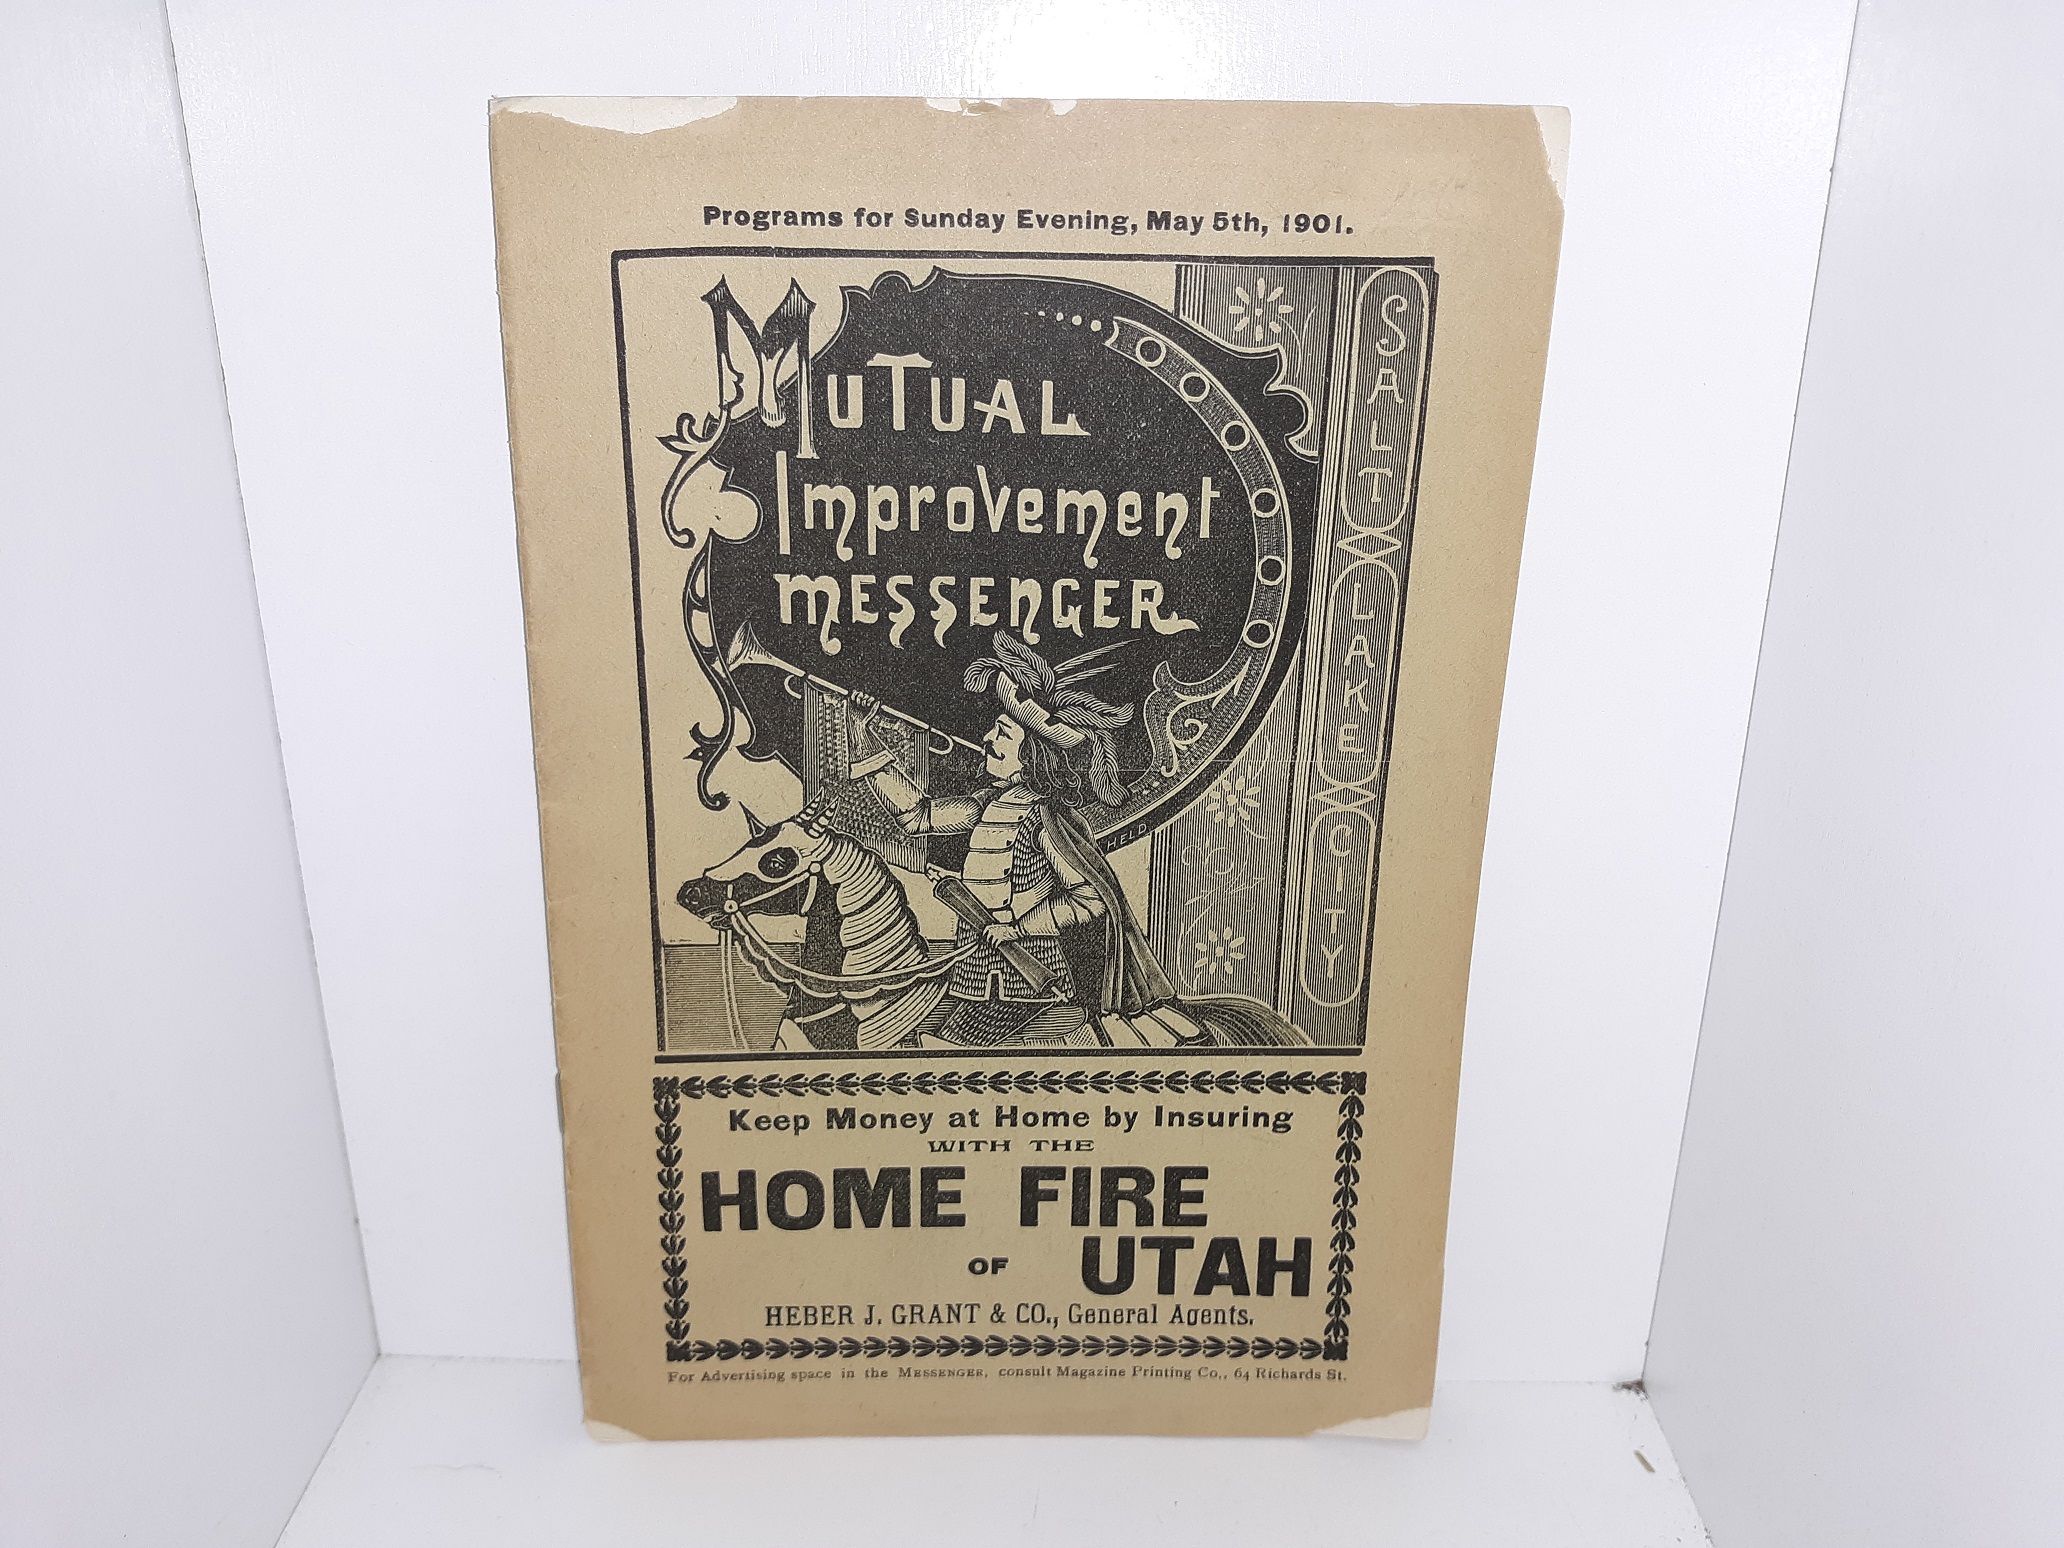 Programs for Sunday Evening, May 5th, 1901.
MUTUAL
Improvement
MESSENGER
SALT LAKE CITY
HELD
Keep Money at Home by Insuring
WITH THE
HOME FIRE
OF UTAH
HEBER J. GRANT & CO., General Agents.
For Advertising space in the MESSENGER, consult Magazine Printing Co., 64 Richards St.